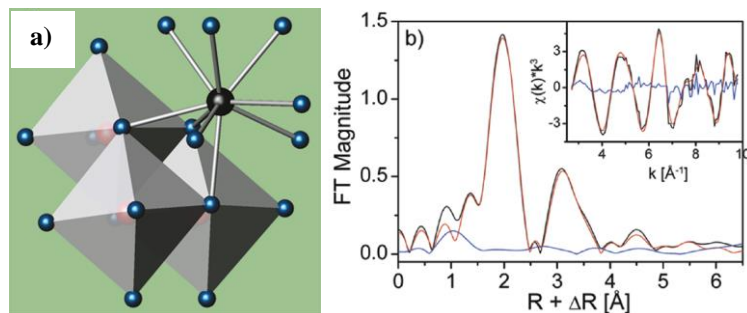 a)
b)
1.5
1.0
0.5
0.0
FT Magnitude
0 1 2 3 4 5 6
R + ΔR [Å]
χ(k)*k³
3
0
-3
4 6 8 10
k [Å⁻¹]